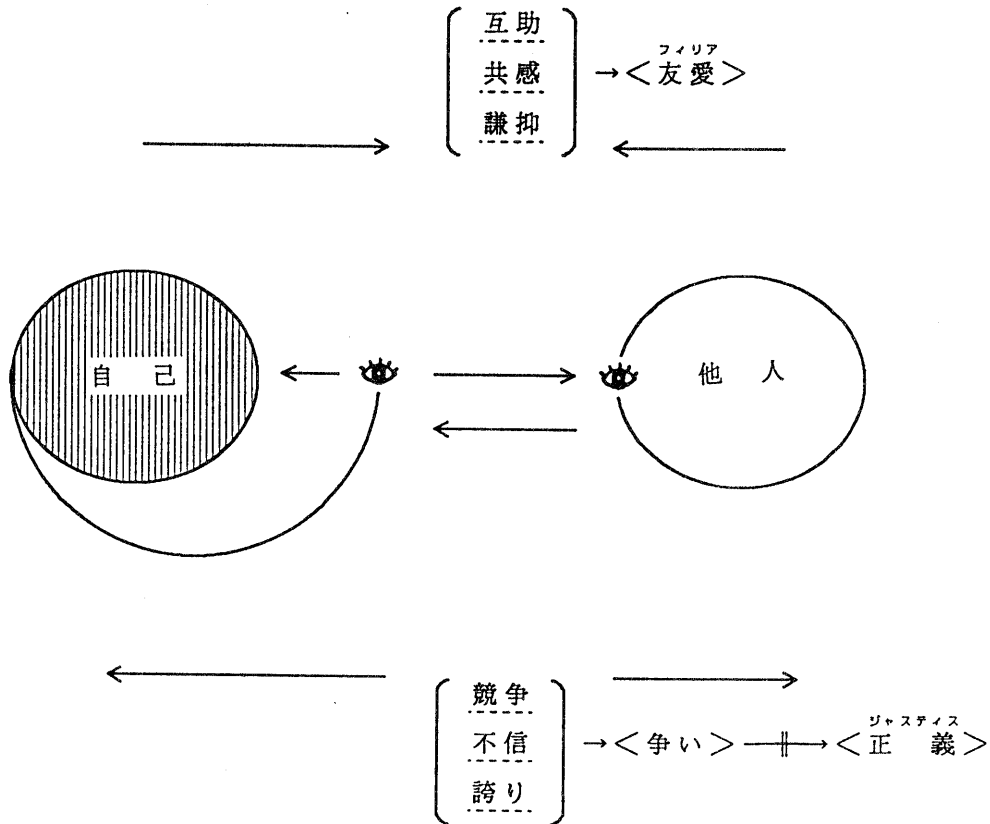 互助
フィリア
共感 →＜友愛＞
謙抑
自 己
他 人
競争
ジャスティス
不信 →＜争い＞ ＜正 義＞
誇り